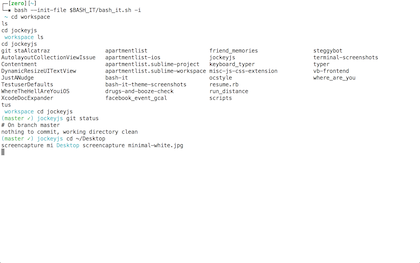 [zero][~]
bash --init-file $BASH_IT/bash_it.sh -i
~ cd workspace
ls
cd jockeyjs
workspace ls
cd jockeyjs
git staAlcatraz apartmentlist friend_memories steggybot
AutolayoutCollectionViewIssue apartmentlist-ios jockeyjs terminal-screenshots
Contentment apartmentlist.sublime-project keyboard_typer typer
DynamicResizeUITextView apartmentlist.sublime-workspace misc-js-css-extension vb-frontend
JustANudge bash-it ocstyle where_are_you
TestuserDefaults bash-it-theme-screenshots resume.rb
WhereTheHellAreYouiOS drugs-and-booze-check run_distance
XcodeDocExpander facebook_event_gcal scripts
tus
workspace cd jockeyjs
(master ✓) jockeyjs git status
# On branch master
nothing to commit, working directory clean
(master ✓) jockeyjs cd ~/Desktop
screencapture mi Desktop screencapture minimal-white.jpg